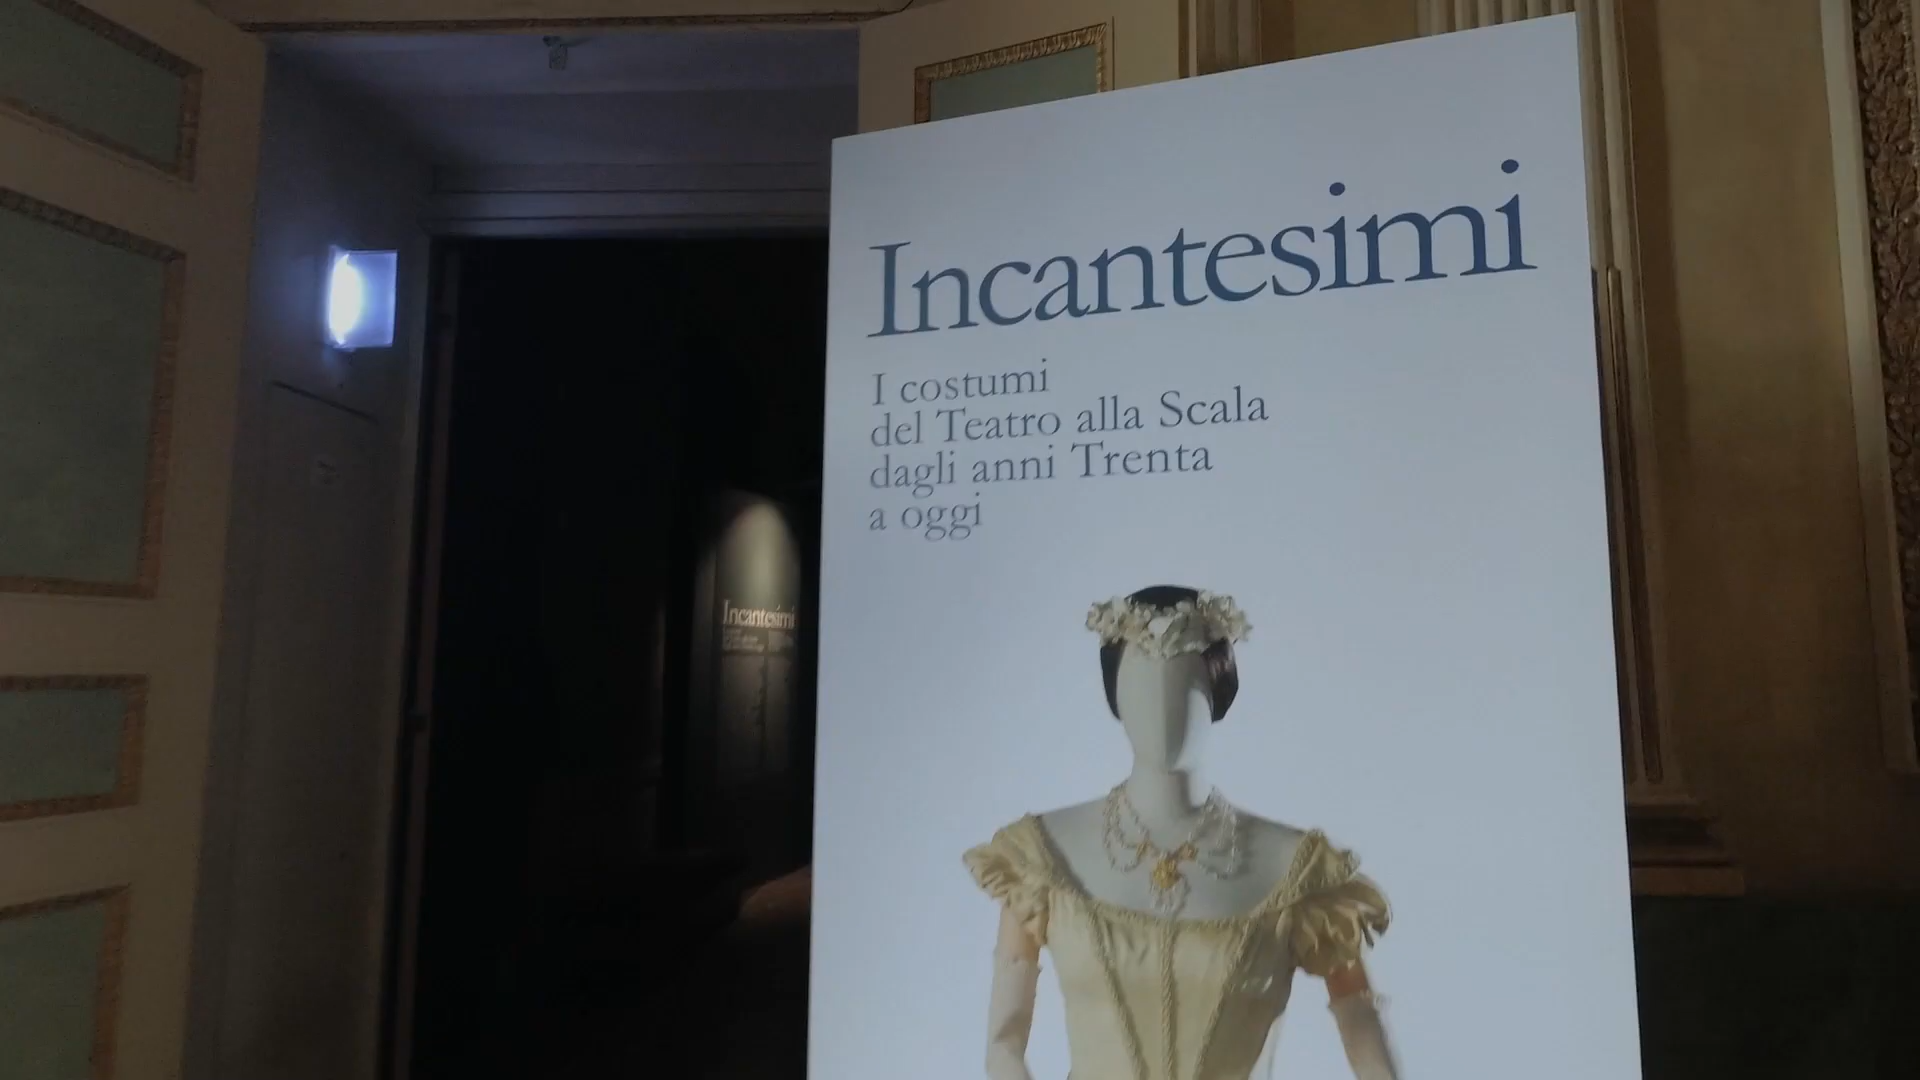 Incantesimi
I costumi
del Teatro alla Scala
dagli anni Trenta
a oggi
Incantesimi